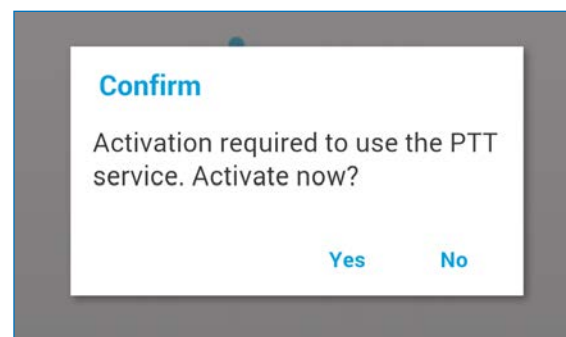 Confirm
Activation required to use the PTT
service. Activate now?
Yes No